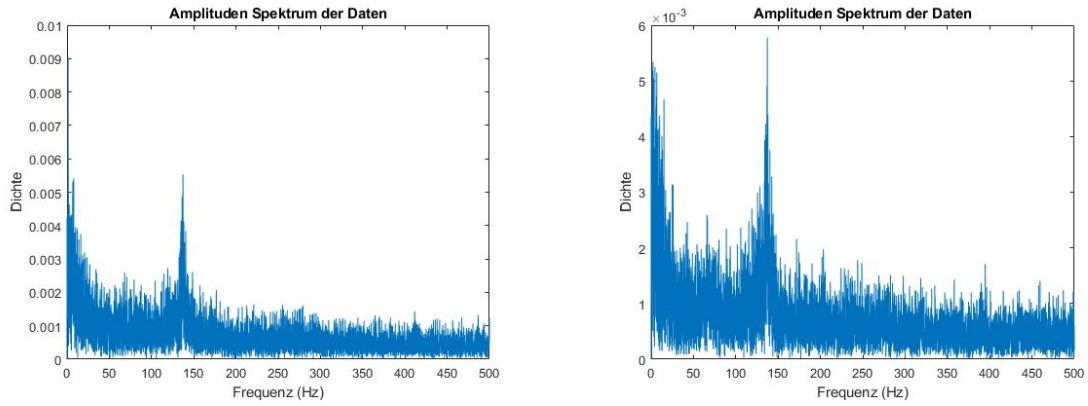 Amplituden Spektrum der Daten
0.01
0.009
0.008
0.007
0.006
0.005
0.004
0.003
0.002
0.001
0
Dichte
0 50 100 150 200 250 300 350 400 450 500
Frequenz (Hz)
Amplituden Spektrum der Daten
×10⁻³
6
5
4
3
2
1
0
Dichte
0 50 100 150 200 250 300 350 400 450 500
Frequenz (Hz)